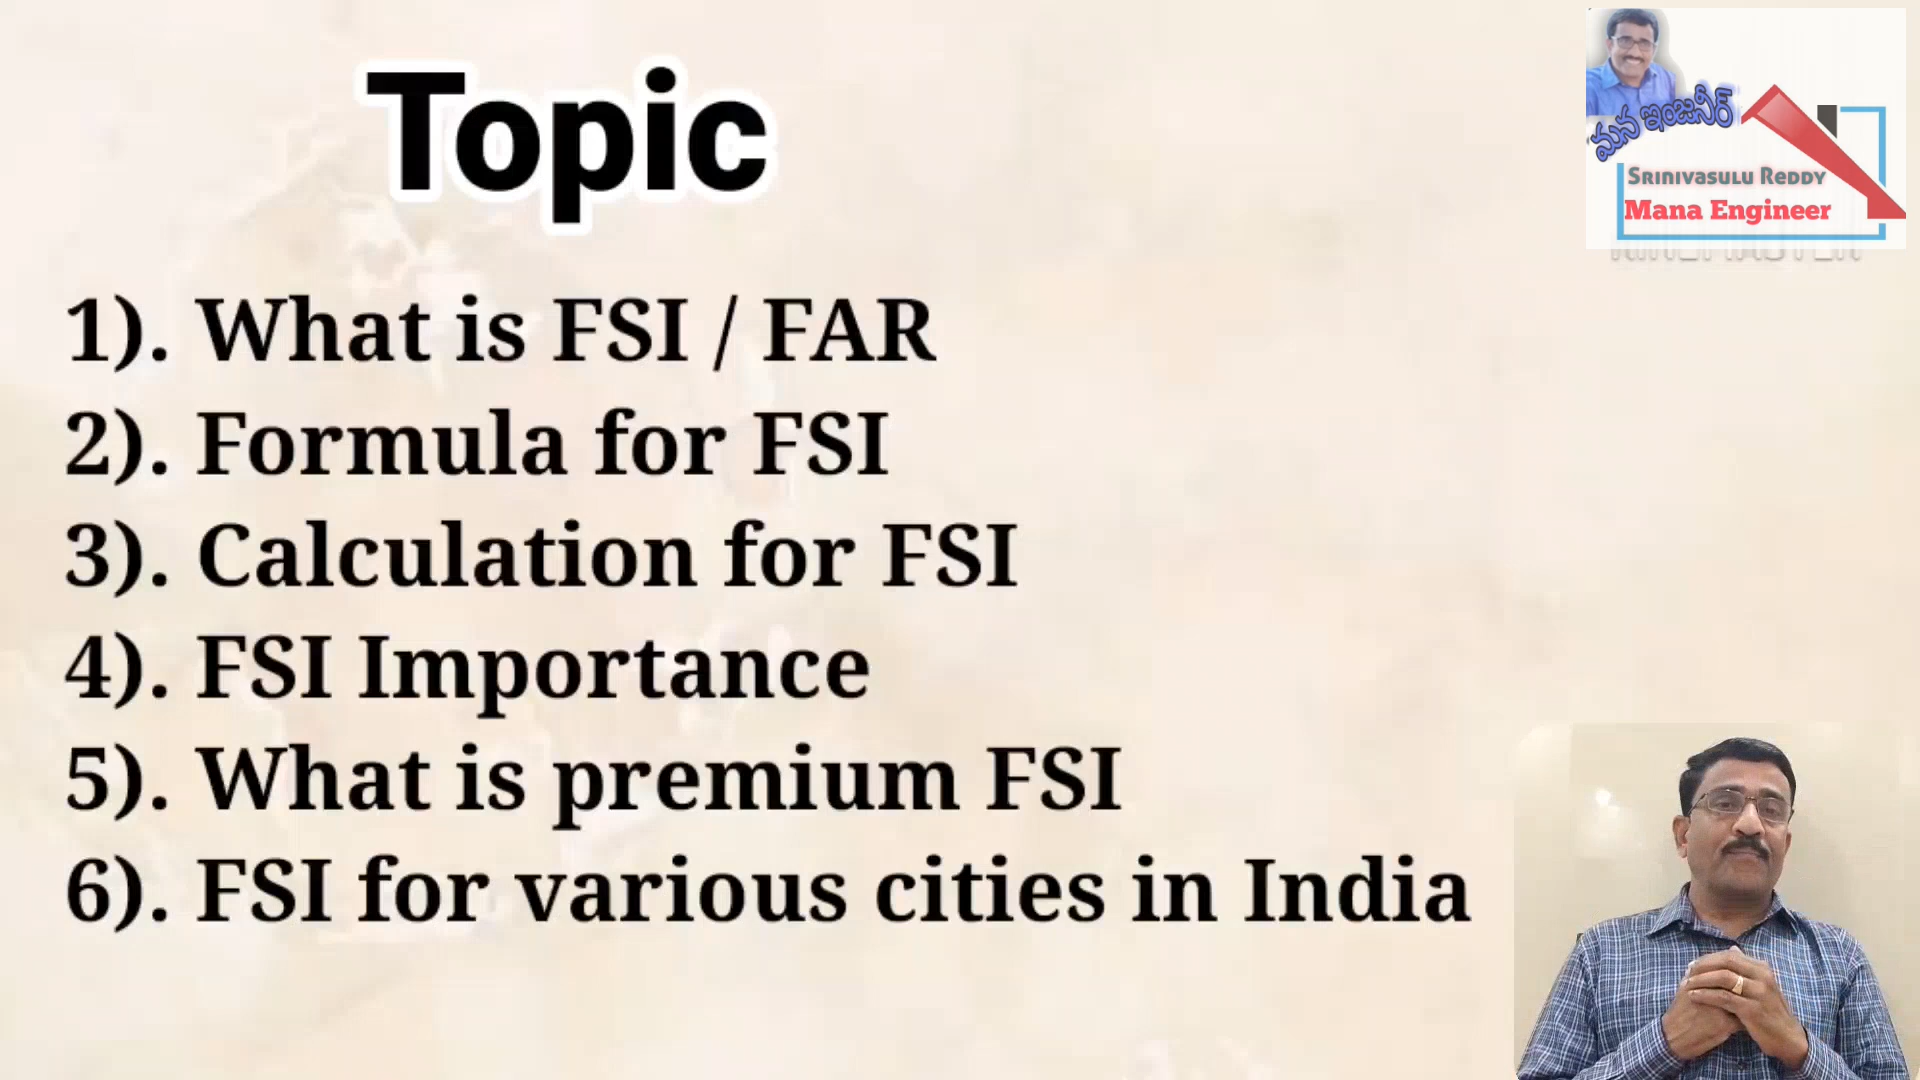 Topic
1). What is FSI / FAR
2). Formula for FSI
3). Calculation for FSI
4). FSI Importance
5). What is premium FSI
6). FSI for various cities in India
మన ఇంజనీర్
Srinivasulu Reddy
Mana Engineer